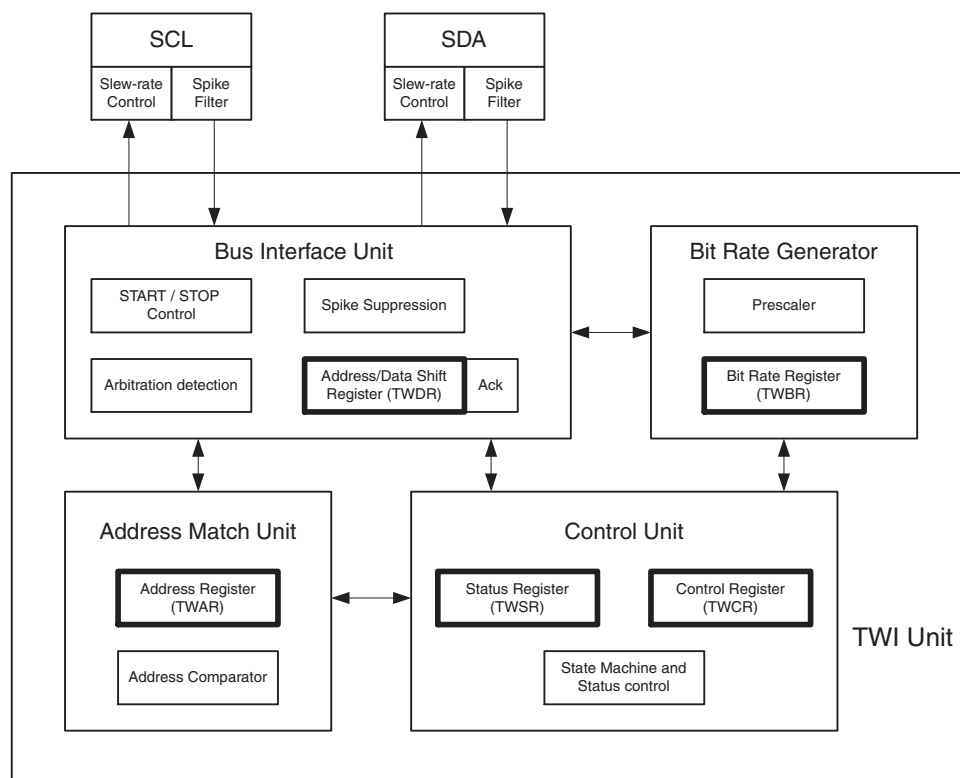 SCL
SDA
Slew-rate
Control
Spike
Filter
Slew-rate
Control
Spike
Filter
Bus Interface Unit
START / STOP
Control
Spike Suppression
Arbitration detection
Address/Data Shift
Register (TWDR)
Ack
Bit Rate Generator
Prescaler
Bit Rate Register
(TWBR)
Address Match Unit
Address Register
(TWAR)
Address Comparator
Control Unit
Status Register
(TWSR)
Control Register
(TWCR)
State Machine and
Status control
TWI Unit